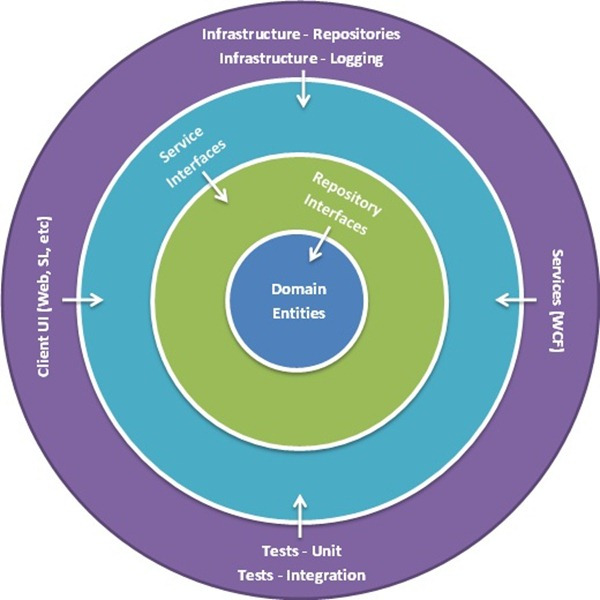 Infrastructure - Repositories
Infrastructure - Logging
Service
Interfaces
Repository
Interfaces
Client UI (Web, SL, etc)
Domain
Entities
Services (WCF)
Tests - Unit
Tests - Integration